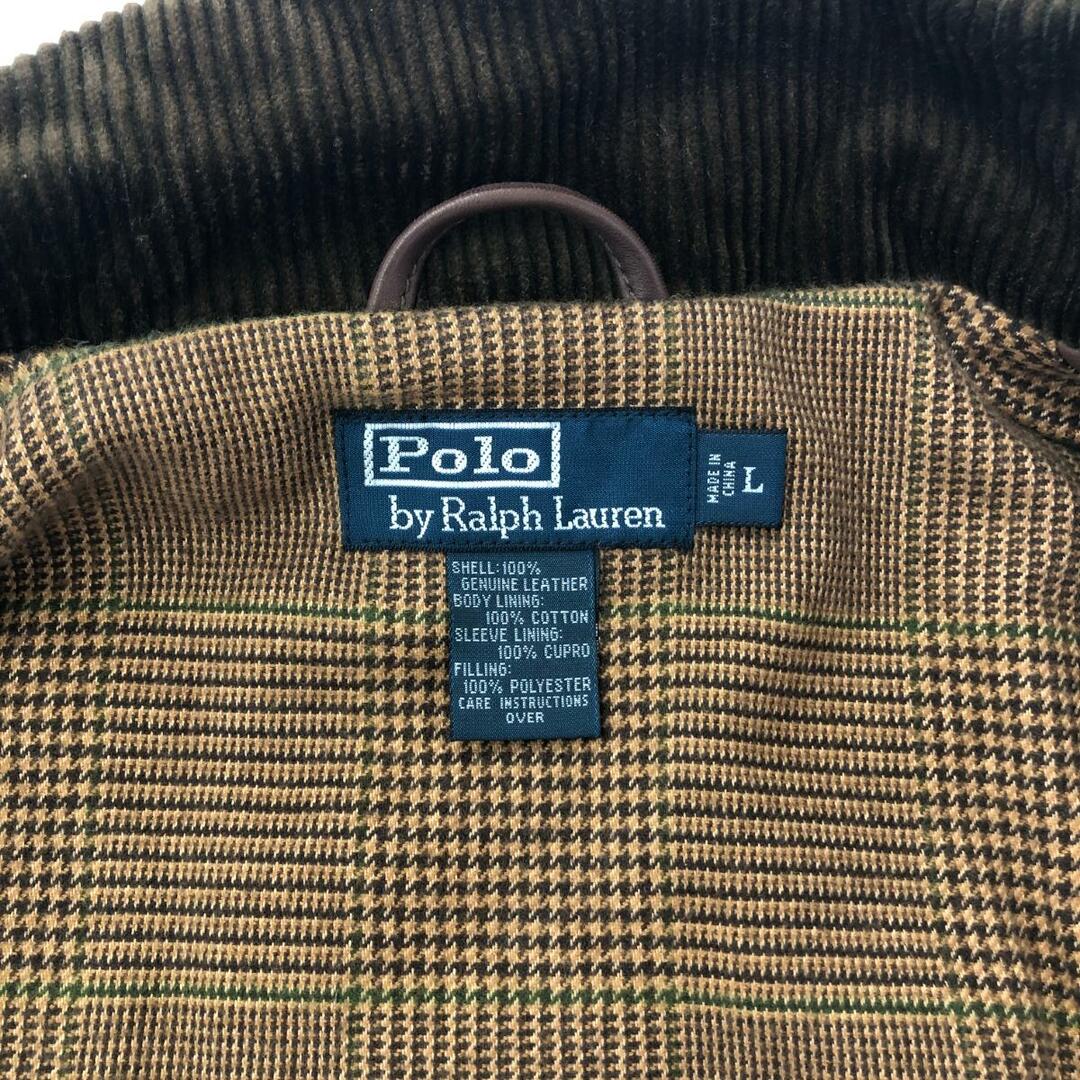 Polo
by Ralph Lauren
MADE IN
CHINA
L
SHELL:100%
GENUINE LEATHER
BODY LINING:
100% COTTON
SLEEVE LINING:
100% CUPRO
FILLING:
100% POLYESTER
CARE INSTRUCTIONS
OVER